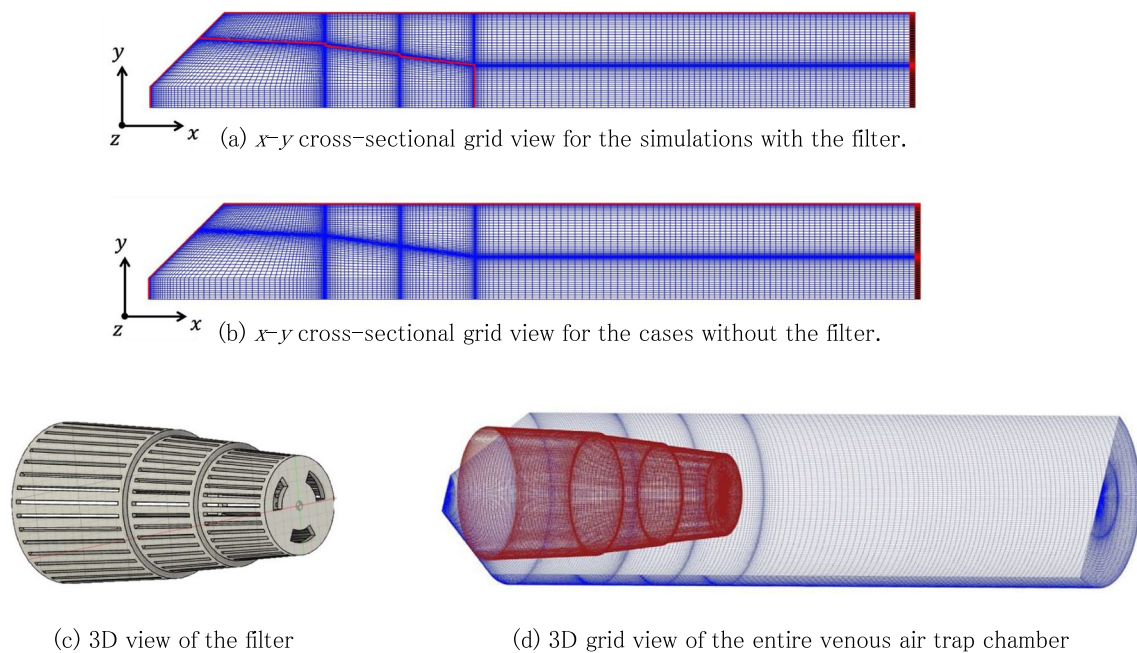 y
z
x
(a) x-y cross-sectional grid view for the simulations with the filter.
y
z
x
(b) x-y cross-sectional grid view for the cases without the filter.
(c) 3D view of the filter
(d) 3D grid view of the entire venous air trap chamber